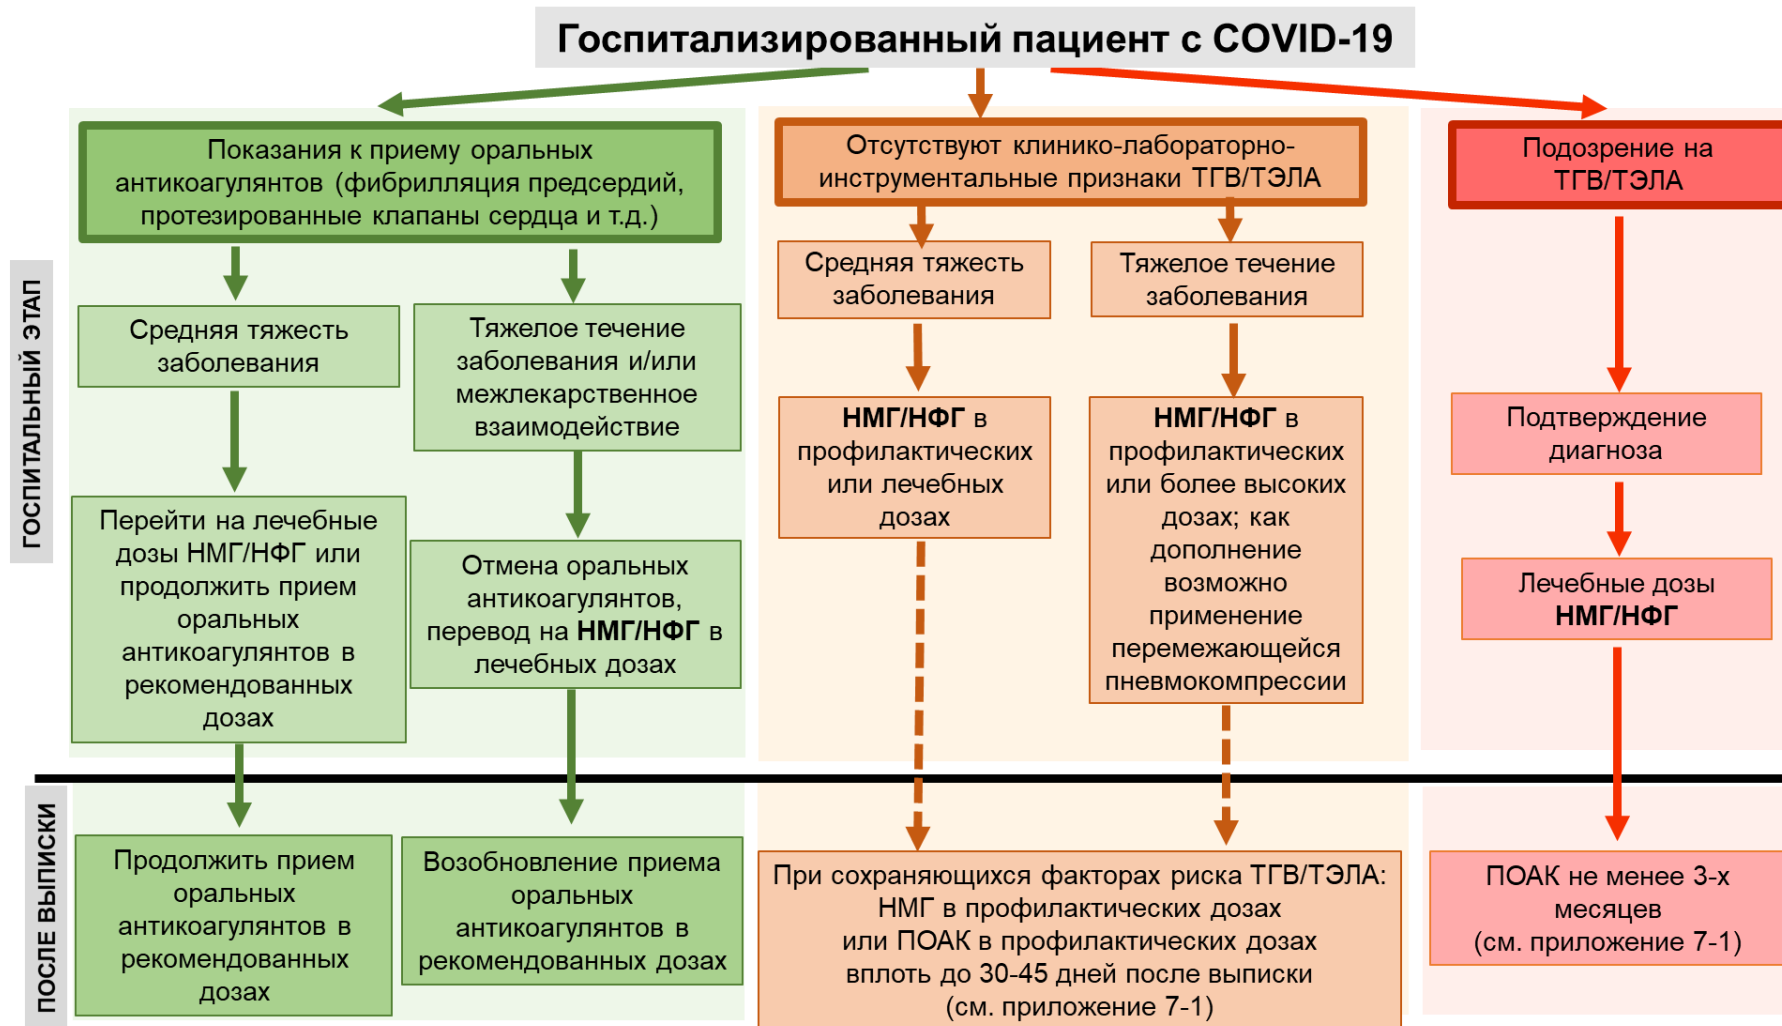 Госпитализированный пациент с COVID-19
ГОСПИТАЛЬНЫЙ ЭТАП
Показания к приему оральных
антикоагулянтов (фибрилляция предсердий,
протезированные клапаны сердца и т.д.)
Средняя тяжесть
заболевания
Перейти на лечебные
дозы НМГ/НФГ или
продолжить прием
оральных
антикоагулянтов в
рекомендованных
дозах
Тяжелое течение
заболевания и/или
межлекарственное
взаимодействие
Отмена оральных
антикоагулянтов,
перевод на НМГ/НФГ в
лечебных дозах
Отсутствуют клинико-лабораторно-
инструментальные признаки ТГВ/ТЭЛА
Средняя тяжесть
заболевания
НМГ/НФГ в
профилактических
или лечебных
дозах
Тяжелое течение
заболевания
НМГ/НФГ в
профилактических
или более высоких
дозах; как
дополнение
возможно
применение
перемежающейся
пневмокомпрессии
Подозрение на
ТГВ/ТЭЛА
Подтверждение
диагноза
Лечебные дозы
НМГ/НФГ
ПОСЛЕ ВЫПИСКИ
Продолжить прием
оральных
антикоагулянтов в
рекомендованных
дозах
Возобновление приема
оральных
антикоагулянтов в
рекомендованных дозах
При сохраняющихся факторах риска ТГВ/ТЭЛА:
НМГ в профилактических дозах
или ПОАК в профилактических дозах
вплоть до 30-45 дней после выписки
(см. приложение 7-1)
ПОАК не менее 3-х
месяцев
(см. приложение 7-1)